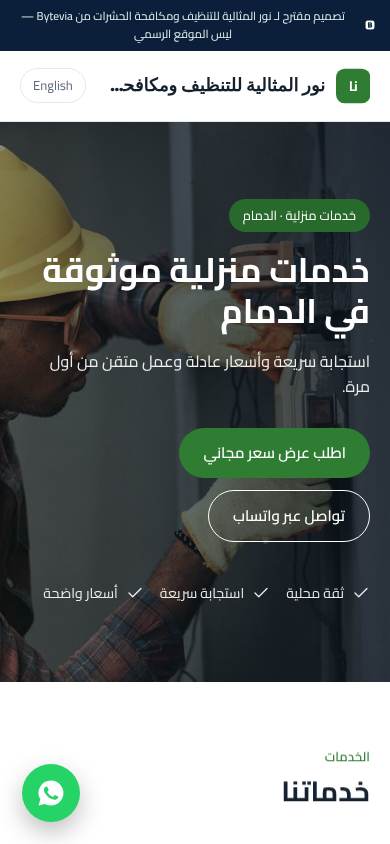 تصميم مقترح لـ نور المثالية للتنظيف ومكافحة الحشرات من Bytevia —
ليس الموقع الرسمي
B
نا
نور المثالية للتنظيف ومكافحـ...
English
خدمات منزلية · الدمام
خدمات منزلية موثوقة
في الدمام
استجابة سريعة وأسعار عادلة وعمل متقن من أول
مرة.
اطلب عرض سعر مجاني
تواصل عبر واتساب
ثقة محلية
استجابة سريعة
أسعار واضحة
الخدمات
خدماتنا